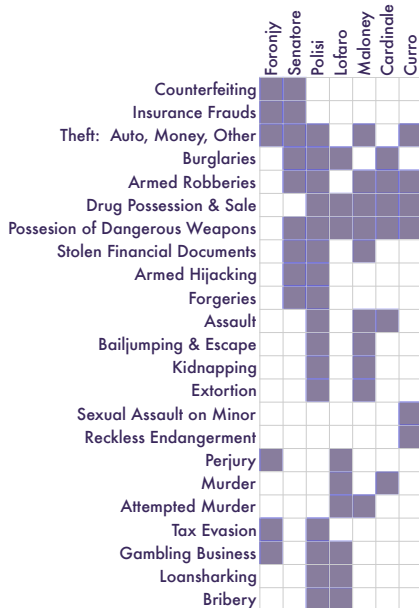 Foronjy
Senatore
Polisi
Lofaro
Maloney
Cardinale
Curro
Counterfeiting
Insurance Frauds
Theft: Auto, Money, Other
Burglaries
Armed Robberies
Drug Possession & Sale
Possesion of Dangerous Weapons
Stolen Financial Documents
Armed Hijacking
Forgeries
Assault
Bailjumping & Escape
Kidnapping
Extortion
Sexual Assault on Minor
Reckless Endangerment
Perjury
Murder
Attempted Murder
Tax Evasion
Gambling Business
Loansharking
Bribery